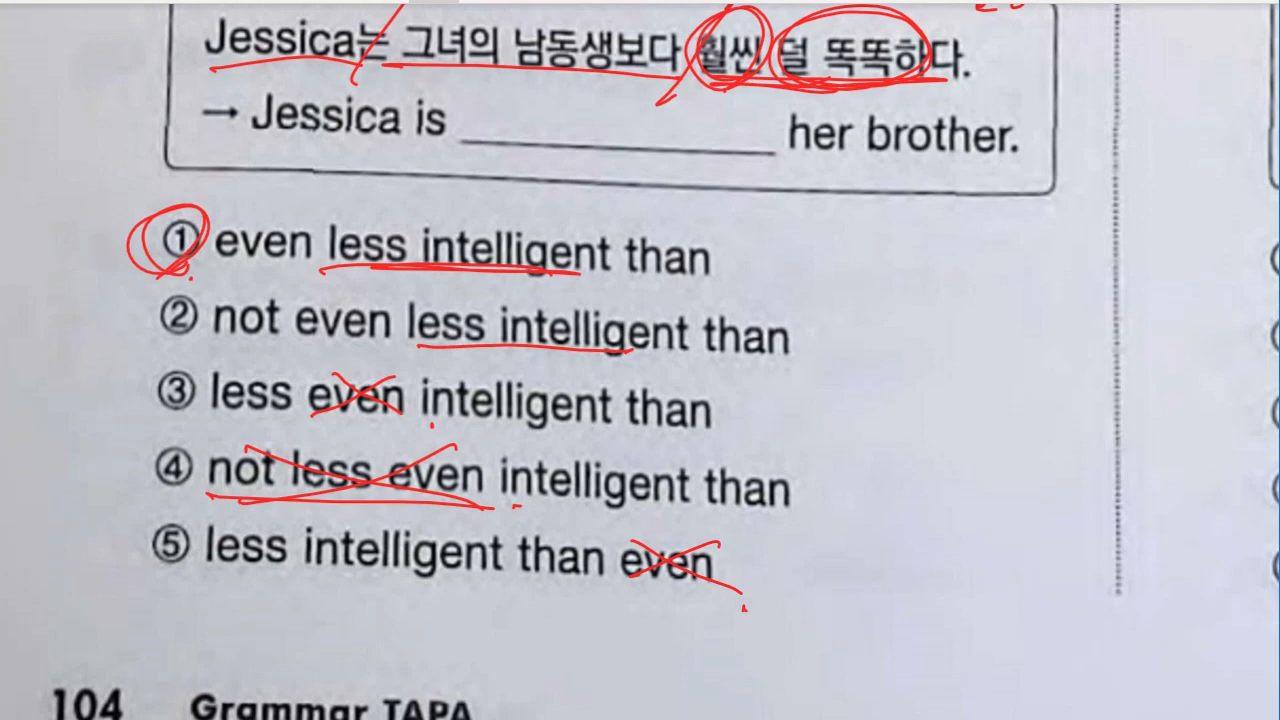 Jessica는 그녀의 남동생보다 훨씬 덜 똑똑하다.
→ Jessica is ____________ her brother.
① even less intelligent than
② not even less intelligent than
③ less even intelligent than
④ not less even intelligent than
⑤ less intelligent than even
104 Grammar TAPA